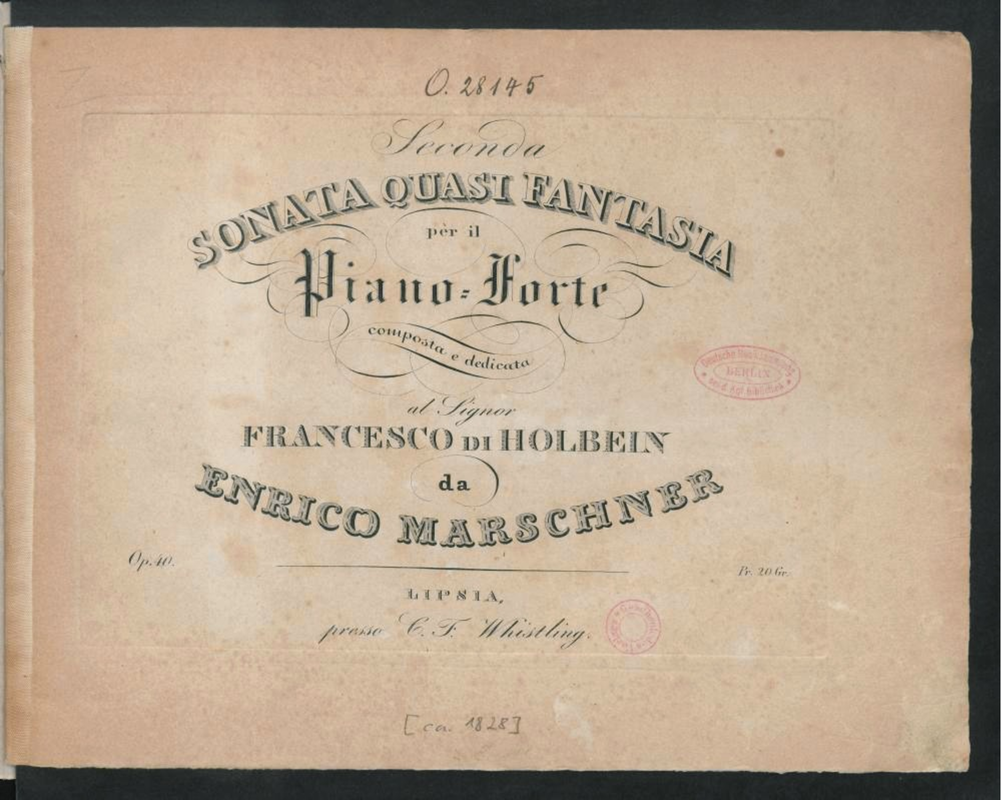 O. 28145
Seconda
SONATA QUASI FANTASIA
per il
Piano-Forte
composta e dedicata
al Signor
FRANCESCO DI HOLBEIN
da
ENRICO MARSCHNER
Op. 40.
Pr. 20 Gr.
LIPSIA,
presso C. F. Whistling.
BERLIN
[ca. 1828]